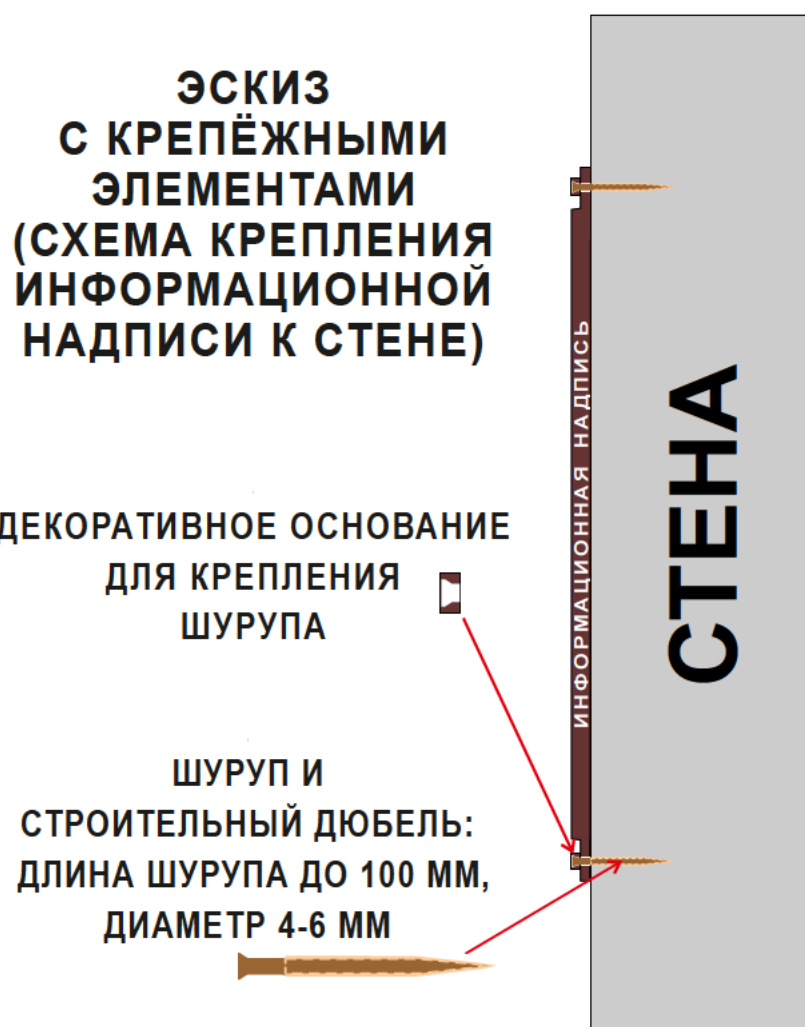 ЭСКИЗ
С КРЕПЁЖНЫМИ
ЭЛЕМЕНТАМИ
(СХЕМА КРЕПЛЕНИЯ
ИНФОРМАЦИОННОЙ
НАДПИСИ К СТЕНЕ)
ДЕКОРАТИВНОЕ ОСНОВАНИЕ
ДЛЯ КРЕПЛЕНИЯ
ШУРУПА
ШУРУП И
СТРОИТЕЛЬНЫЙ ДЮБЕЛЬ:
ДЛИНА ШУРУПА ДО 100 ММ,
ДИАМЕТР 4-6 ММ
ИНФОРМАЦИОННАЯ НАДПИСЬ
СТЕНА